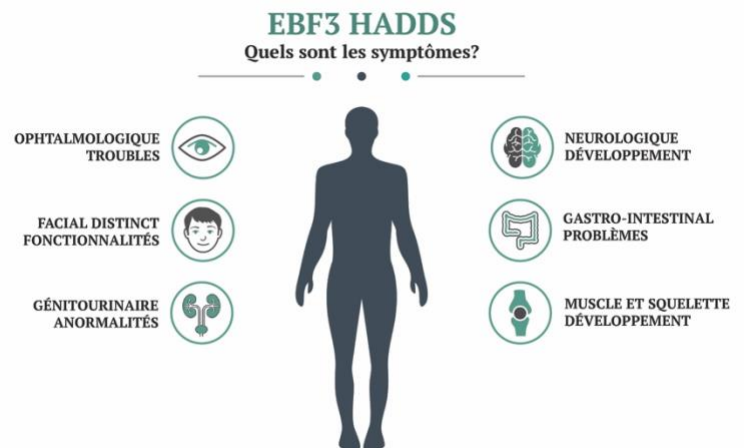 EBF3 HADDS
Quels sont les symptômes?
OPHTALMOLOGIQUE
TROUBLES
FACIAL DISTINCT
FONCTIONNALITÉS
GÉNITOURINAIRE
ANORMALITÉS
NEUROLOGIQUE
DÉVELOPPEMENT
GASTRO-INTESTINAL
PROBLÈMES
MUSCLE ET SQUELETTE
DÉVELOPPEMENT